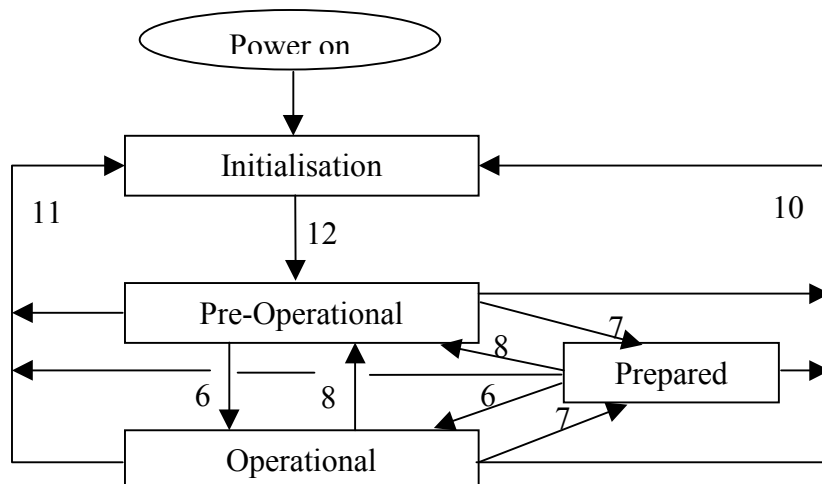 Power on
Initialisation
11
10
12
Pre-Operational
7
8
Prepared
6
8
6
7
Operational